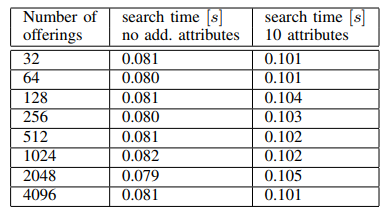 Number of offerings | search time [s] no add. attributes | search time [s] 10 attributes
32 | 0.081 | 0.101
64 | 0.080 | 0.101
128 | 0.081 | 0.104
256 | 0.080 | 0.103
512 | 0.081 | 0.102
1024 | 0.082 | 0.102
2048 | 0.079 | 0.105
4096 | 0.081 | 0.101